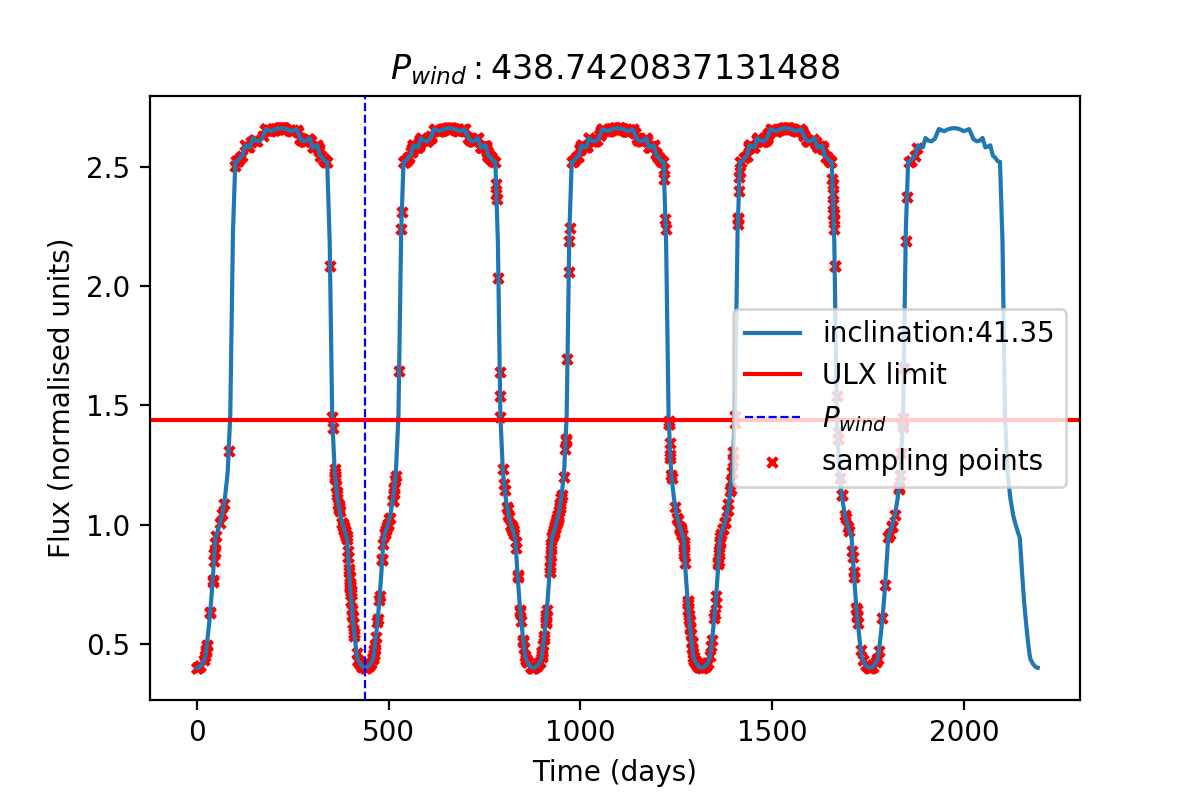 P_wind : 438.7420837131488
2.5
2.0
1.5
1.0
0.5
Flux (normalised units)
inclination:41.35
ULX limit
P_wind
sampling points
0 500 1000 1500 2000
Time (days)